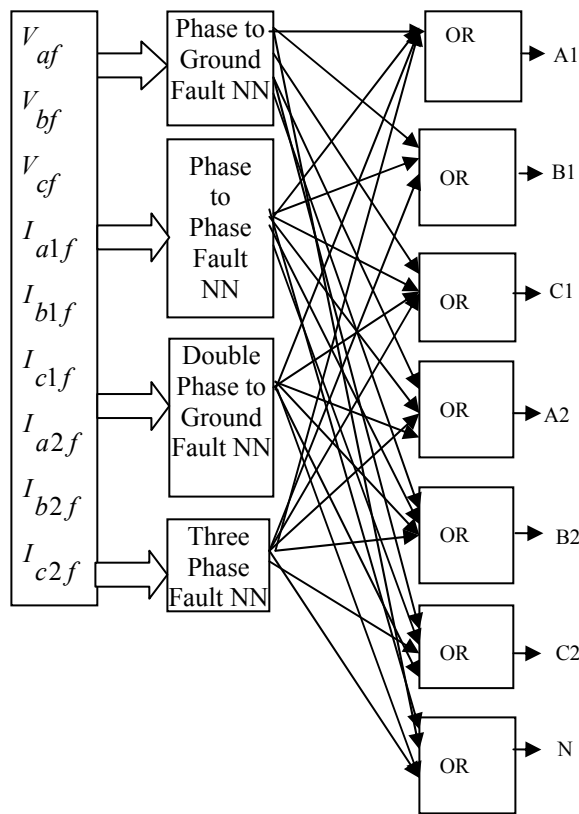 V_af
V_bf
V_cf
I_a1f
I_b1f
I_c1f
I_a2f
I_b2f
I_c2f
Phase to
Ground
Fault NN
Phase
to
Phase
Fault
NN
Double
Phase to
Ground
Fault NN
Three
Phase
Fault NN
OR
A1
OR
B1
OR
C1
OR
A2
OR
B2
OR
C2
OR
N